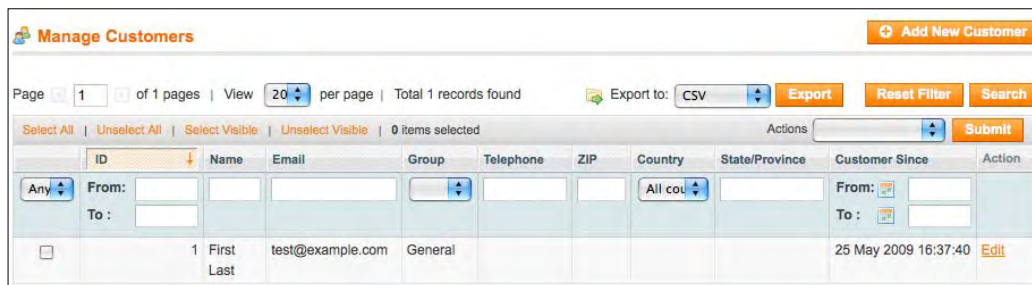 Manage Customers Add New Customer
Page 1 of 1 pages | View 20 per page | Total 1 records found Export to: CSV Export Reset Filter Search
Select All | Unselect All | Select Visible | Unselect Visible | 0 items selected Actions Submit
ID Name Email Group Telephone ZIP Country State/Province Customer Since Action
Any From: All cou From:
To : To :
1 First test@example.com General 25 May 2009 16:37:40 Edit
Last